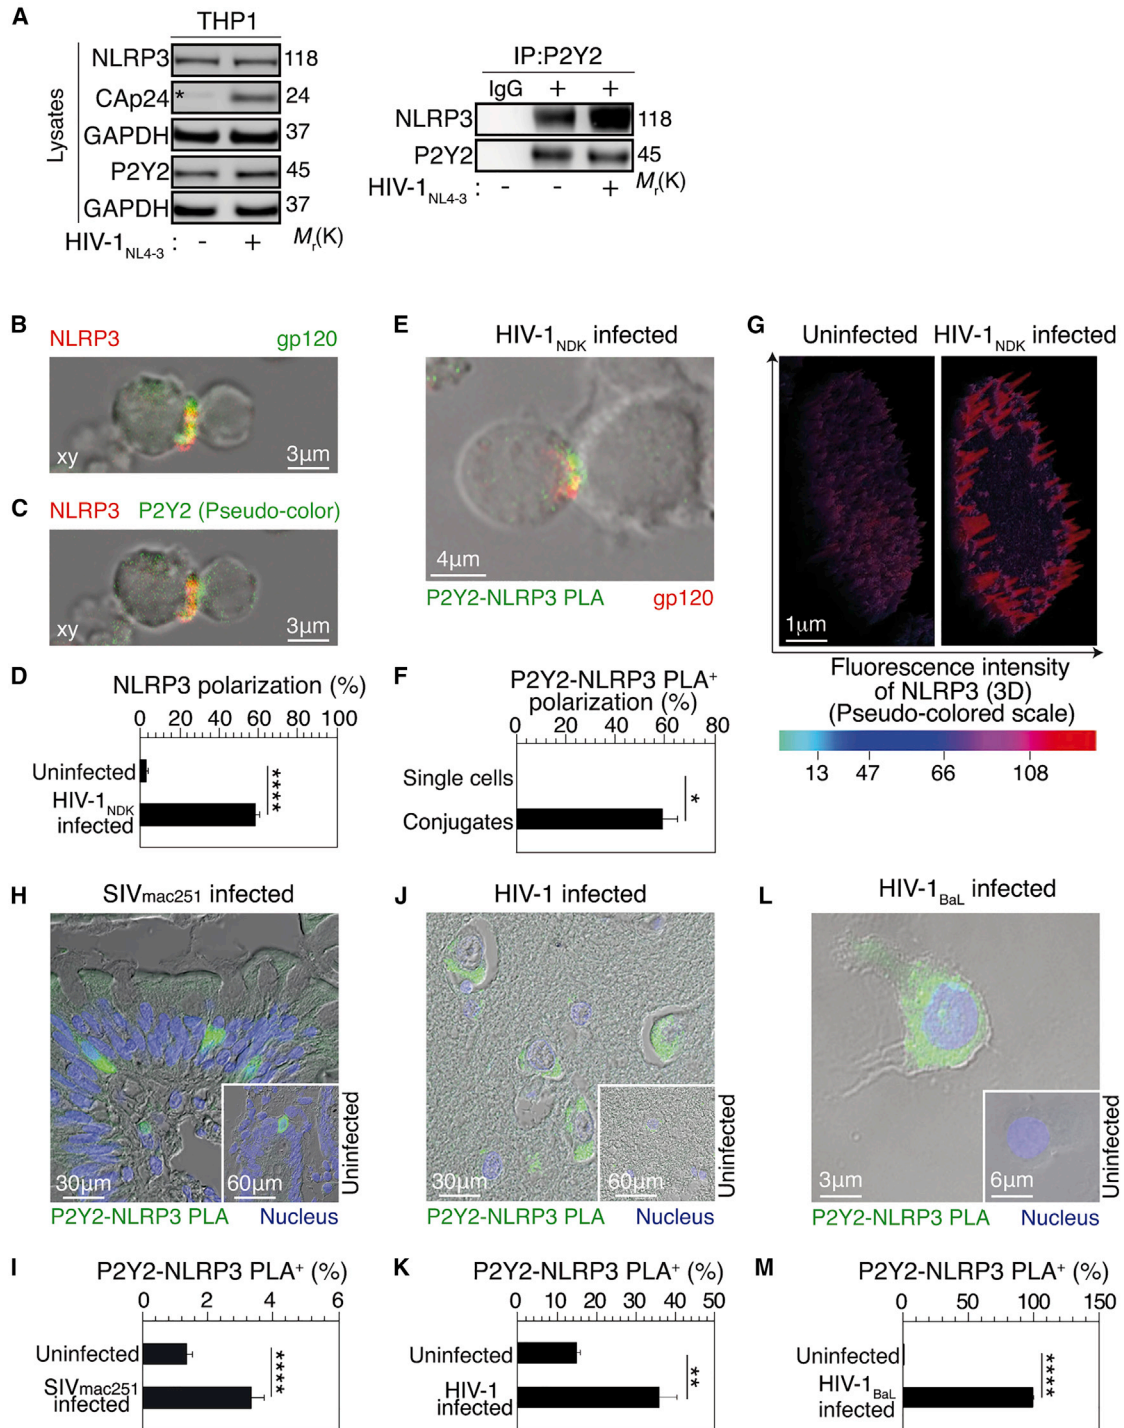 A
THP1
Lysates
NLRP3 118
CAp24 * 24
GAPDH 37
P2Y2 45
GAPDH 37
HIV-1NL4-3 : - + Mr(K)
IP:P2Y2
IgG + +
NLRP3 118
P2Y2 45
HIV-1NL4-3 : - - + Mr(K)
B
NLRP3 gp120
xy 3µm
C
NLRP3 P2Y2 (Pseudo-color)
xy 3µm
D
NLRP3 polarization (%)
0 20 40 60 80 100
Uninfected
HIV-1NDK
infected
****
E
HIV-1NDK infected
4µm
P2Y2-NLRP3 PLA gp120
F
P2Y2-NLRP3 PLA+
polarization (%)
0 20 40 60 80
Single cells
Conjugates
*
G
Uninfected HIV-1NDK infected
1µm
Fluorescence intensity
of NLRP3 (3D)
(Pseudo-colored scale)
13 47 66 108
H
SIVmac251 infected
30µm 60µm
Uninfected
P2Y2-NLRP3 PLA Nucleus
I
P2Y2-NLRP3 PLA+ (%)
0 2 4 6
Uninfected
SIVmac251
infected
****
J
HIV-1 infected
30µm 60µm
Uninfected
P2Y2-NLRP3 PLA Nucleus
K
P2Y2-NLRP3 PLA+ (%)
0 10 20 30 40 50
Uninfected
HIV-1
infected
**
L
HIV-1BaL infected
3µm 6µm
Uninfected
P2Y2-NLRP3 PLA Nucleus
M
P2Y2-NLRP3 PLA+ (%)
0 50 100 150
Uninfected
HIV-1BaL
infected
****